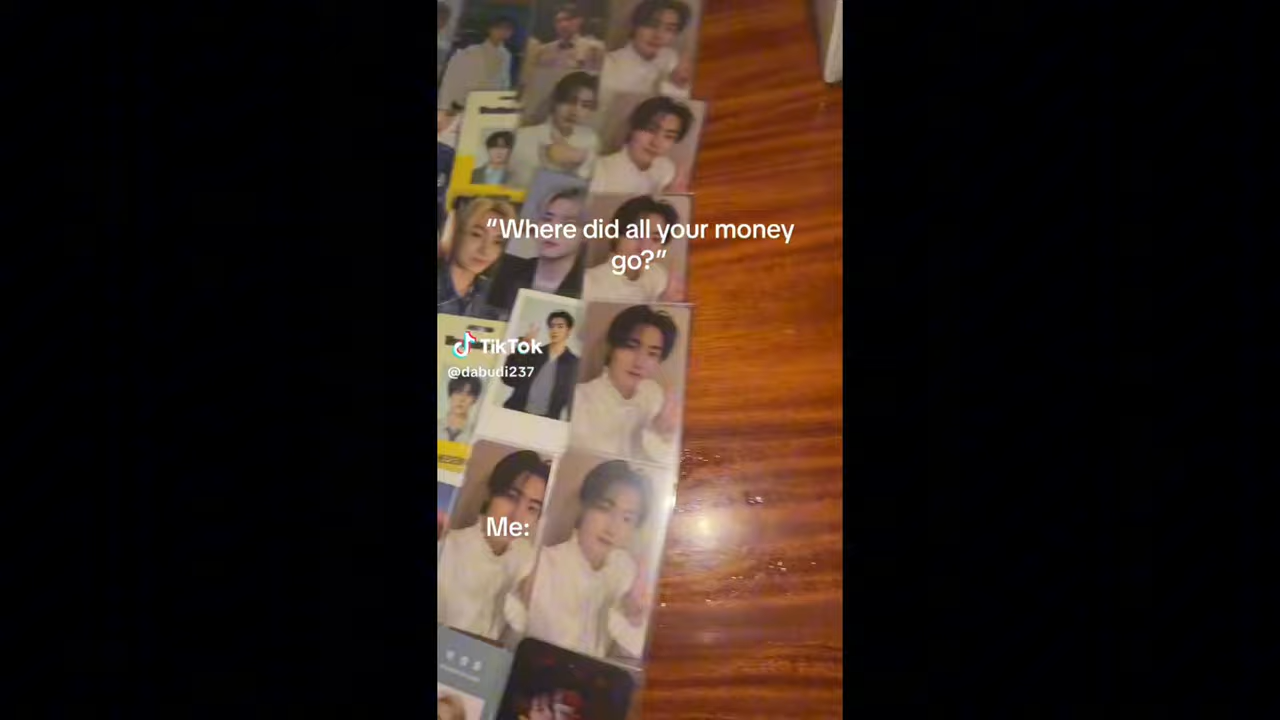 “Where did all your money
go?”
TikTok
@dabudi237
Me: